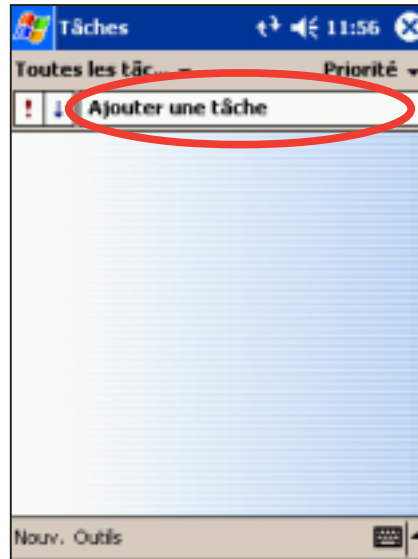 Tâches 11:56
Toutes les tâc... Priorité
! ↓ Ajouter une tâche
Nouv. Outils